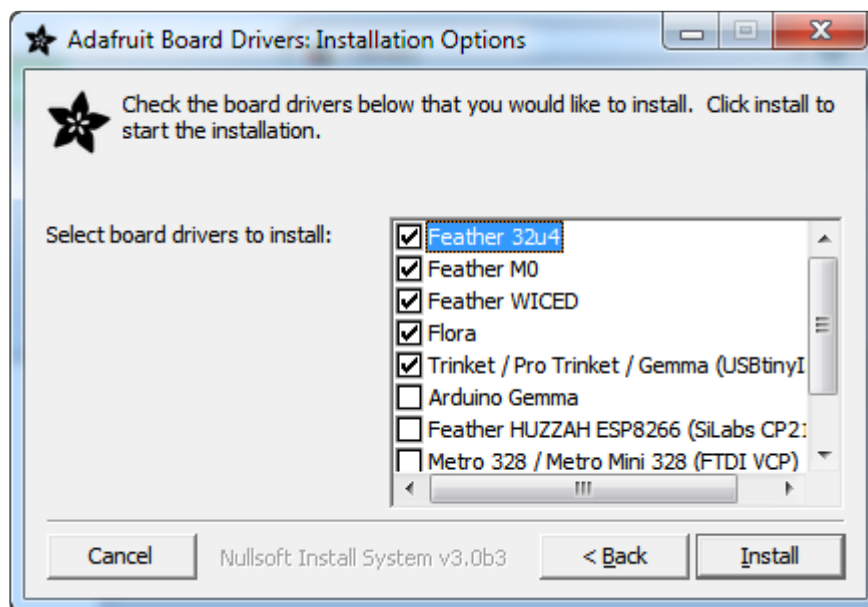 Adafruit Board Drivers: Installation Options
Check the board drivers below that you would like to install. Click install to
start the installation.
Select board drivers to install:
Feather 32u4
Feather M0
Feather WICED
Flora
Trinket / Pro Trinket / Gemma (USBtinyI
Arduino Gemma
Feather HUZZAH ESP8266 (SiLabs CP21
Metro 328 / Metro Mini 328 (FTDI VCP)
Cancel
Nullsoft Install System v3.0b3
< Back
Install